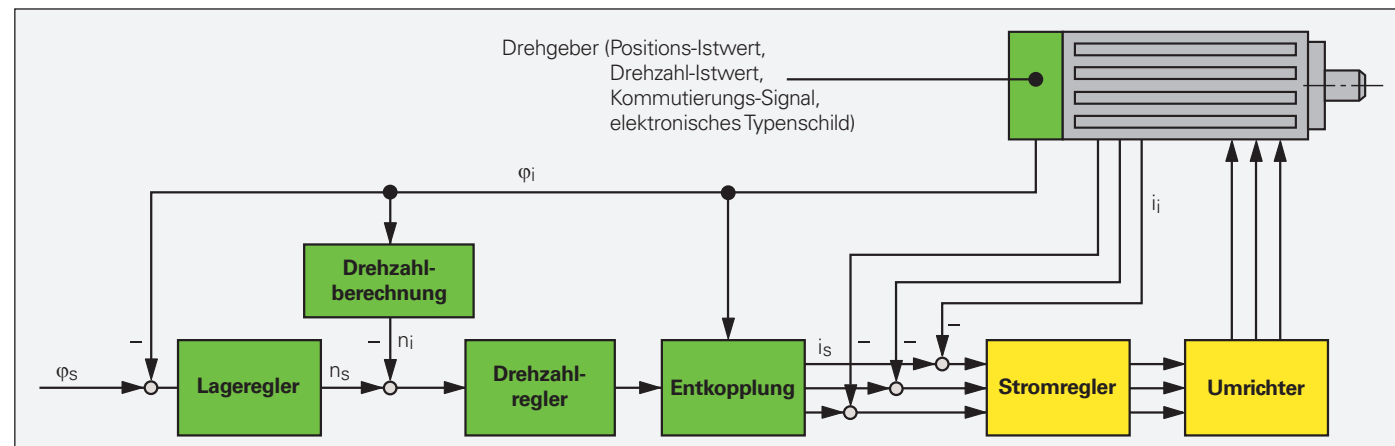 Drehgeber (Positions-Istwert,
Drehzahl-Istwert,
Kommutierungs-Signal,
elektronisches Typenschild)
φi
ii
Drehzahl-
berechnung
–
–
ni
is
–
–
–
φs
Lageregler
ns
Drehzahl-
regler
Entkopplung
Stromregler
Umrichter